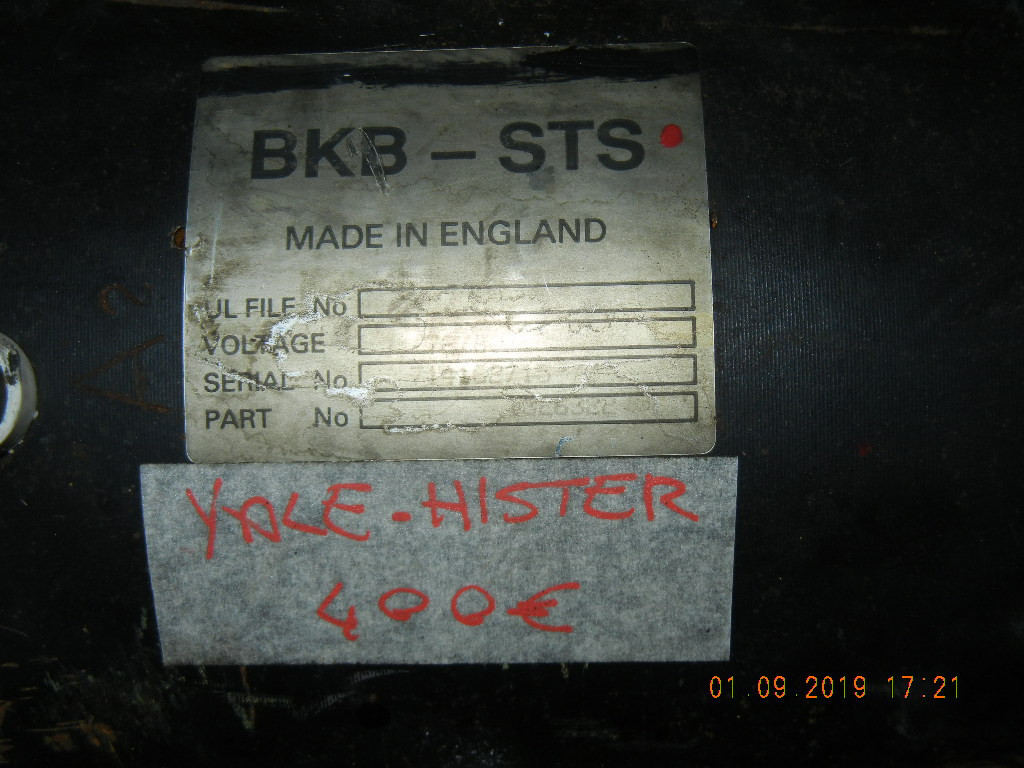 BKB - STS
MADE IN ENGLAND
UL FILE No
VOLTAGE
SERIAL No
PART No
A2
YALE-HISTER
400€
01.09.2019 17:21